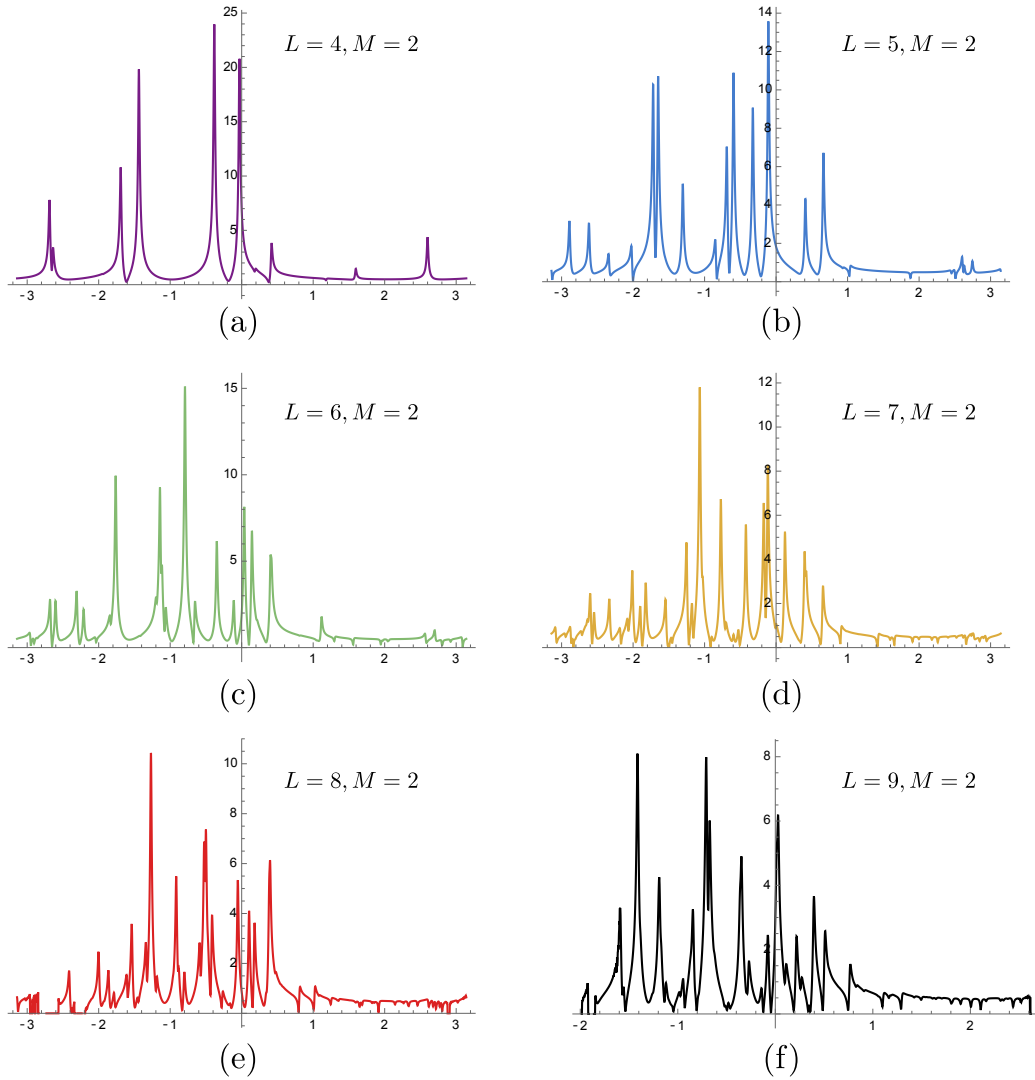 25
20
15
10
5
-3 -2 -1 0 1 2 3
L = 4, M = 2
(a)
14
12
10
8
6
4
2
-3 -2 -1 0 1 2 3
L = 5, M = 2
(b)
15
10
5
-3 -2 -1 0 1 2 3
L = 6, M = 2
(c)
12
10
8
6
4
2
-3 -2 -1 0 1 2 3
L = 7, M = 2
(d)
10
8
6
4
2
-3 -2 -1 0 1 2 3
L = 8, M = 2
(e)
8
6
4
2
-2 -1 0 1 2
L = 9, M = 2
(f)